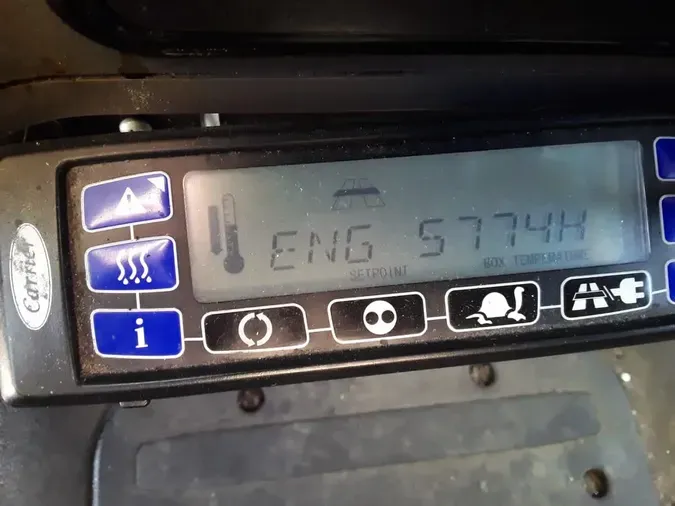 Carrier
ENG 5774H
SETPOINT BOX TEMPERATURE
i